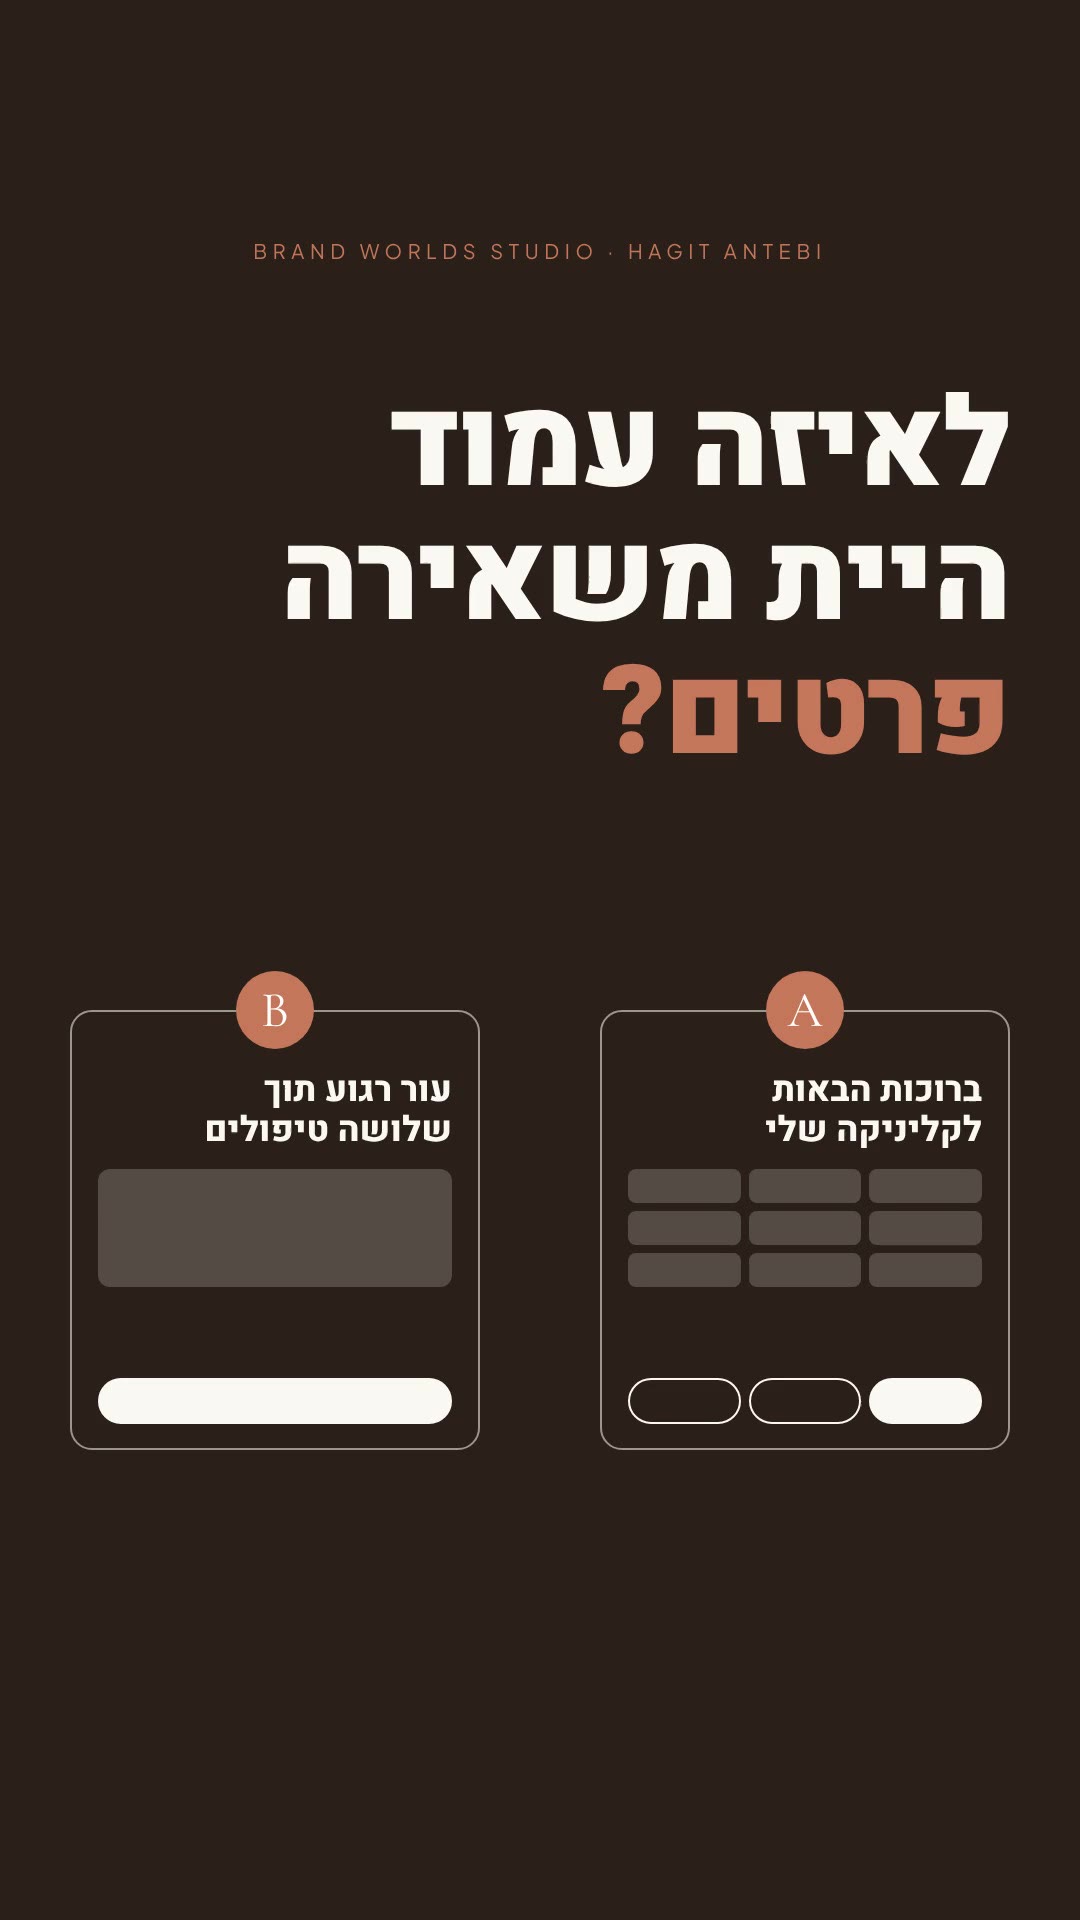 BRAND WORLDS STUDIO · HAGIT ANTEBI
לאיזה עמוד
היית משאירה
פרטים?
A
ברוכות הבאות
לקליניקה שלי
B
עור רגוע תוך
שלושה טיפולים